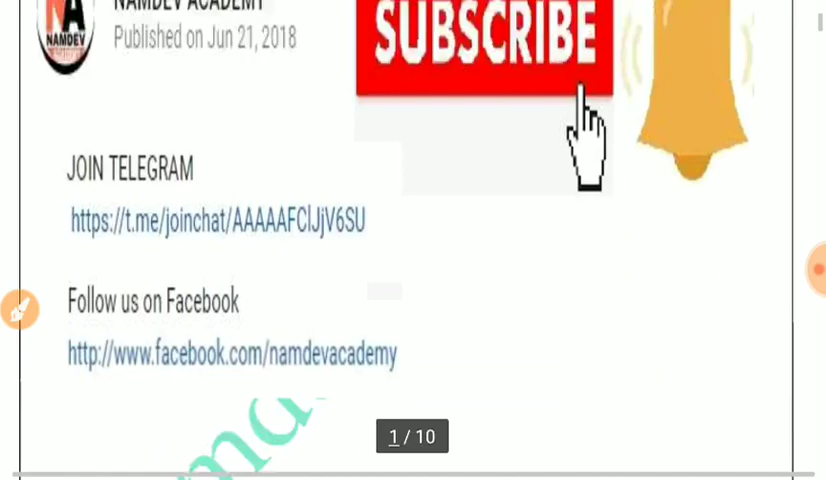 NAMDEV ACADEMY
NAMDEV
Published on Jun 21, 2018
SUBSCRIBE
JOIN TELEGRAM
https://t.me/joinchat/AAAAAFClJjV6SU
Follow us on Facebook
http://www.facebook.com/namdevacademy
1 / 10